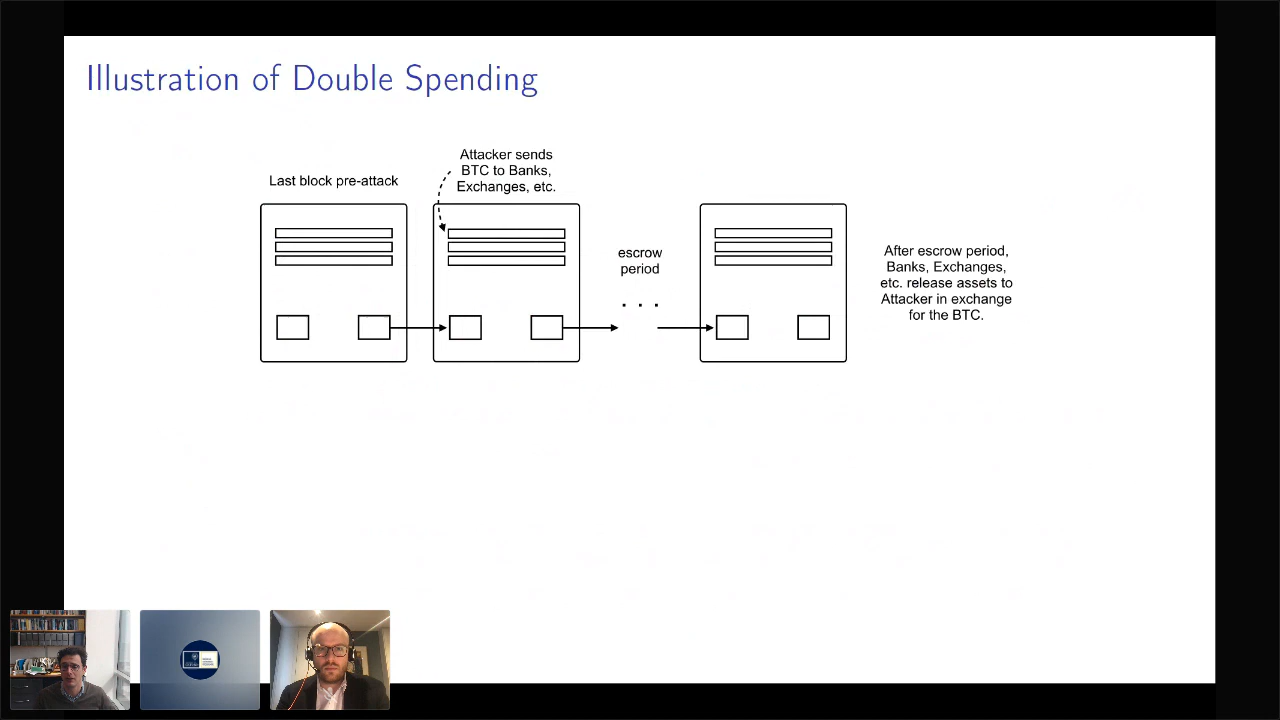 Illustration of Double Spending
Last block pre-attack
Attacker sends
BTC to Banks,
Exchanges, etc.
escrow
period
. . .
After escrow period,
Banks, Exchanges,
etc. release assets to
Attacker in exchange
for the BTC.